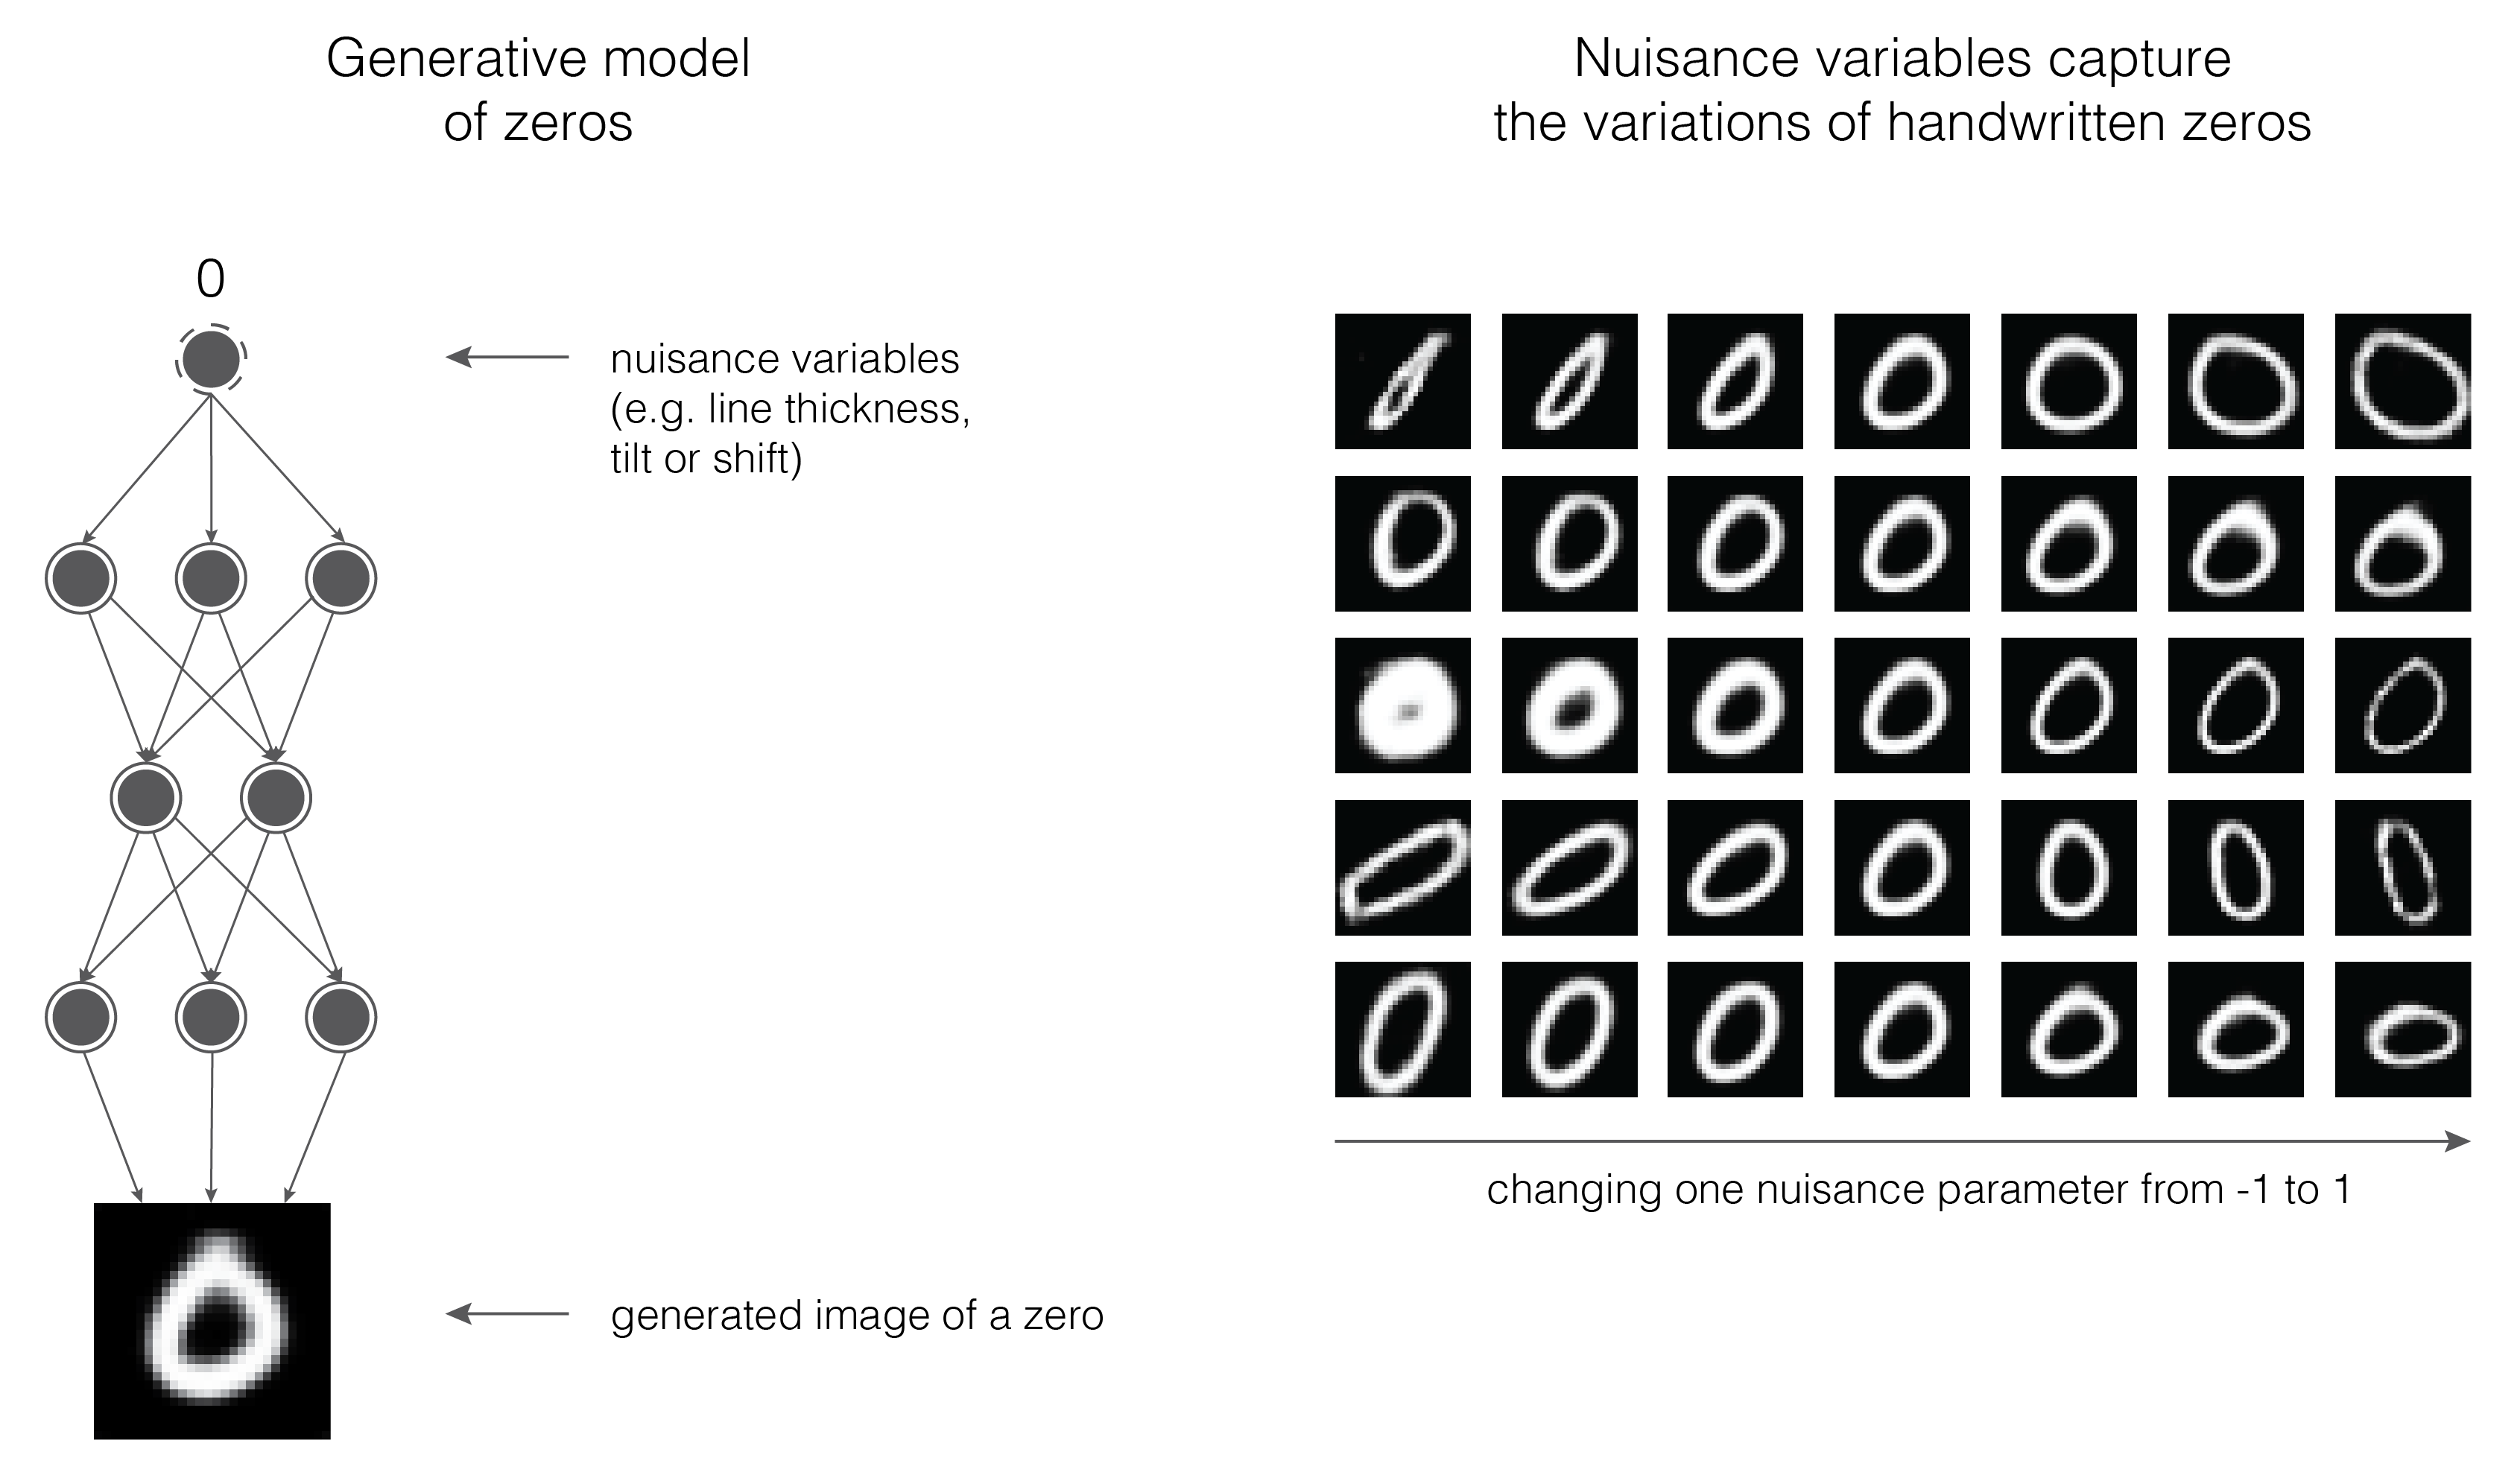 Generative model
of zeros
0
nuisance variables
(e.g. line thickness,
tilt or shift)
generated image of a zero
Nuisance variables capture
the variations of handwritten zeros
changing one nuisance parameter from -1 to 1